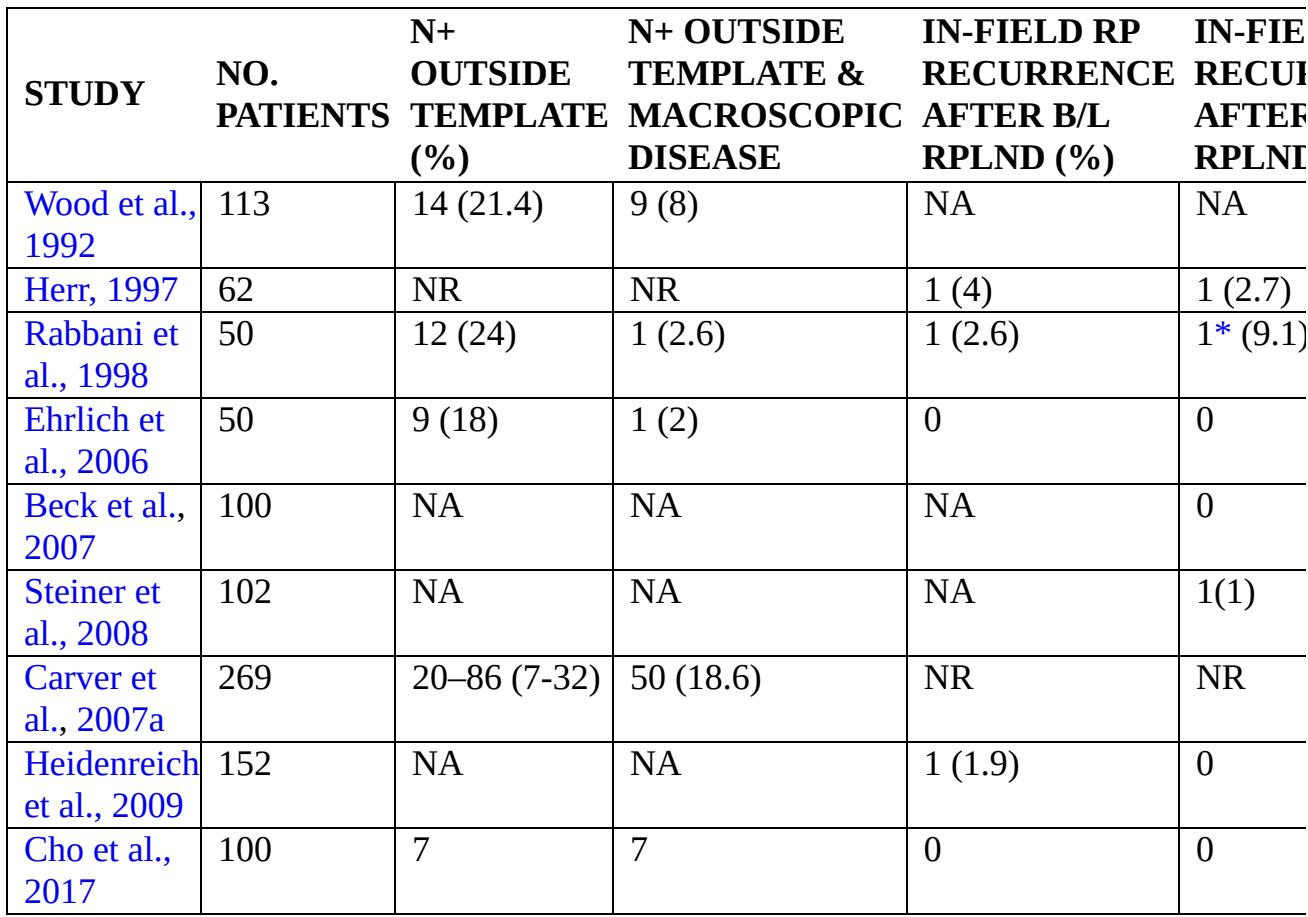 STUDY
NO.
PATIENTS
N+
OUTSIDE
TEMPLATE
(%)
N+ OUTSIDE
TEMPLATE &
MACROSCOPIC
DISEASE
IN-FIELD RP
RECURRENCE
AFTER B/L
RPLND (%)
IN-FIE
RECU
AFTER
RPLND
Wood et al.,
1992
113
14 (21.4)
9 (8)
NA
NA
Herr, 1997
62
NR
NR
1 (4)
1 (2.7)
Rabbani et
al., 1998
50
12 (24)
1 (2.6)
1 (2.6)
1* (9.1)
Ehrlich et
al., 2006
50
9 (18)
1 (2)
0
0
Beck et al.,
2007
100
NA
NA
NA
0
Steiner et
al., 2008
102
NA
NA
NA
1(1)
Carver et
al., 2007a
269
20–86 (7-32)
50 (18.6)
NR
NR
Heidenreich
et al., 2009
152
NA
NA
1 (1.9)
0
Cho et al.,
2017
100
7
7
0
0